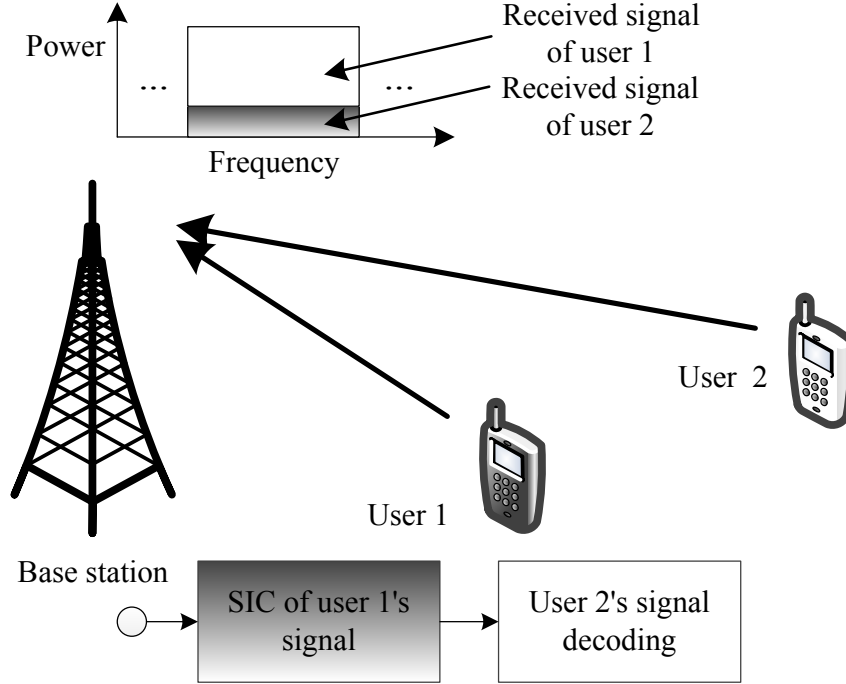 Power
Received signal
of user 1
...
...
Received signal
of user 2
Frequency
User 2
User 1
Base station
SIC of user 1's
signal
User 2's signal
decoding